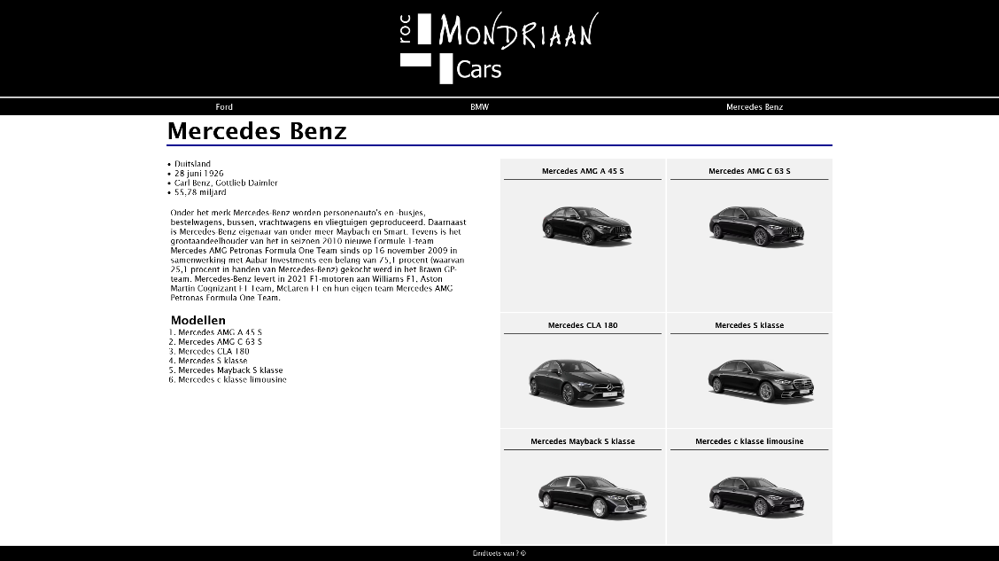 roc Mondriaan
Cars
Ford BMW Mercedes Benz
Mercedes Benz
• Duitsland
• 28 juni 1926
• Carl Benz, Gottlieb Daimler
• 55,78 miljard
Onder het merk Mercedes-Benz worden personenauto's en -busjes,
bestelwagens, bussen, vrachtwagens en vliegtuigen geproduceerd. Daarnaast
is Mercedes-Benz eigenaar van onder meer Maybach en Smart. Tevens is het
grootaandeelhouder van het in seizoen 2010 nieuwe Formule 1-team
Mercedes AMG Petronas Formula One Team sinds op 16 november 2009 in
samenwerking met Aabar Investments een belang van 75,1 procent (waarvan
25,1 procent in handen van Mercedes-Benz) gekocht werd in het Brawn GP-
team. Mercedes-Benz levert in 2021 F1-motoren aan Williams F1, Aston
Martin Cognizant F1 Team, McLaren F1 en hun eigen team Mercedes AMG
Petronas Formula One Team.
Modellen
1. Mercedes AMG A 45 S
2. Mercedes AMG C 63 S
3. Mercedes CLA 180
4. Mercedes S klasse
5. Mercedes Mayback S klasse
6. Mercedes c klasse limousine
Mercedes AMG A 45 S
Mercedes AMG C 63 S
Mercedes CLA 180
Mercedes S klasse
Mercedes Mayback S klasse
Mercedes c klasse limousine
Eindtoets van ? ©